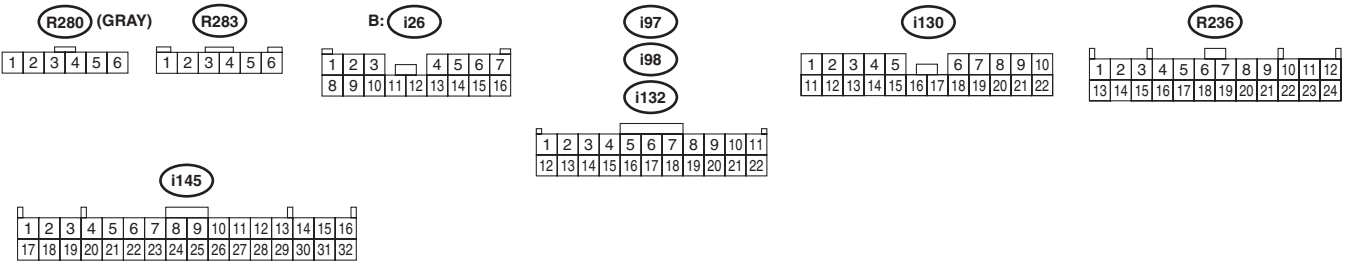 R280 (GRAY)
1 2 3 4 5 6
R283
1 2 3 4 5 6
B: i26
1 2 3 4 5 6 7
8 9 10 11 12 13 14 15 16
i97
i98
i132
1 2 3 4 5 6 7 8 9 10 11
12 13 14 15 16 17 18 19 20 21 22
i130
1 2 3 4 5 6 7 8 9 10
11 12 13 14 15 16 17 18 19 20 21 22
R236
1 2 3 4 5 6 7 8 9 10 11 12
13 14 15 16 17 18 19 20 21 22 23 24
i145
1 2 3 4 5 6 7 8 9 10 11 12 13 14 15 16
17 18 19 20 21 22 23 24 25 26 27 28 29 30 31 32